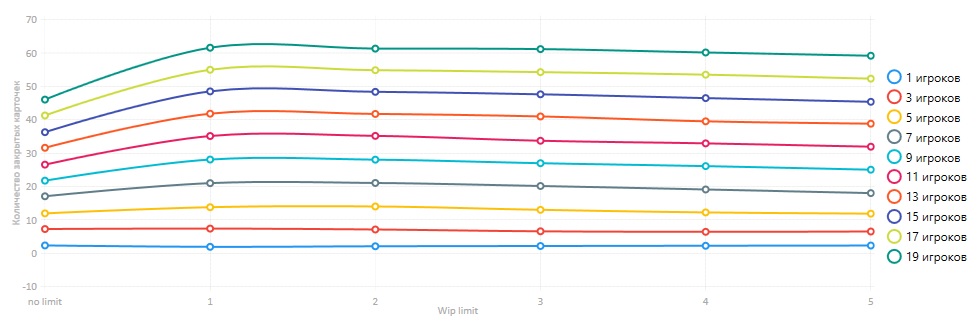 Количество закрытых карточек
70
60
50
40
30
20
10
0
-10
no limit
1
2
3
4
5
Wip limit
1 игроков
3 игроков
5 игроков
7 игроков
9 игроков
11 игроков
13 игроков
15 игроков
17 игроков
19 игроков